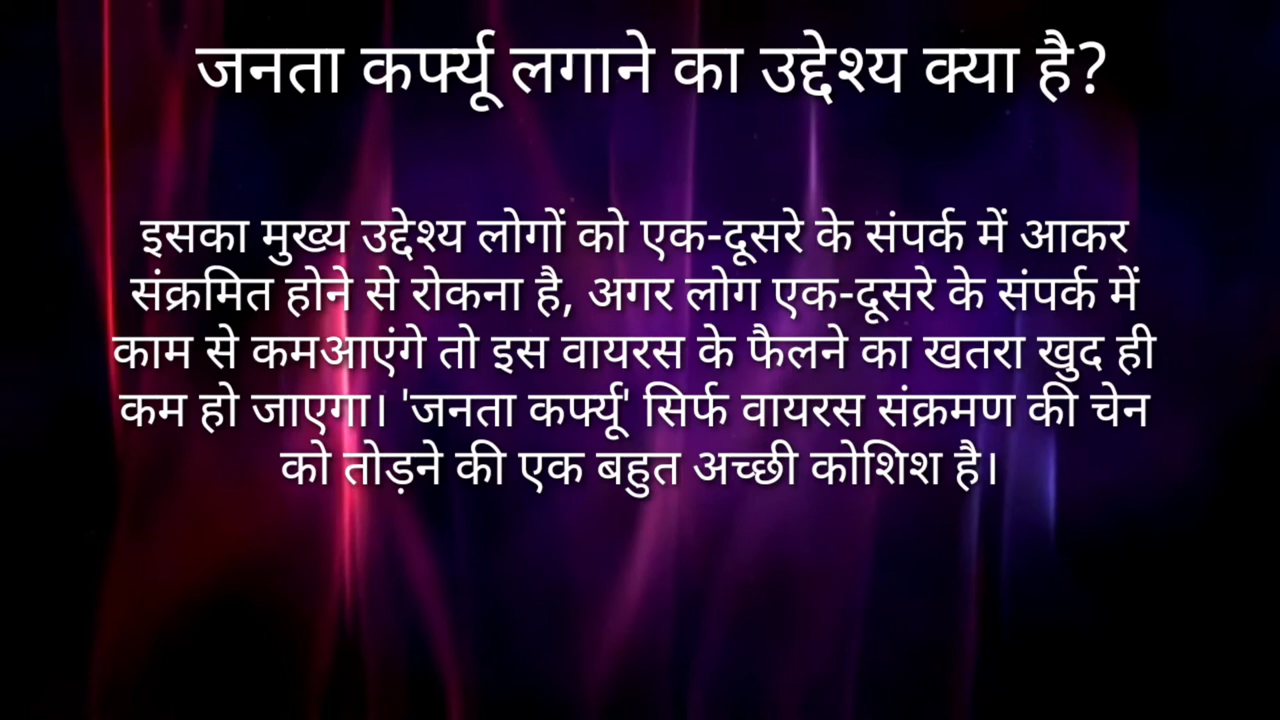 जनता कर्फ्यू लगाने का उद्देश्य क्या है?
इसका मुख्य उद्देश्य लोगों को एक-दूसरे के संपर्क में आकर
संक्रमित होने से रोकना है, अगर लोग एक-दूसरे के संपर्क में
काम से कमआएंगे तो इस वायरस के फैलने का खतरा खुद ही
कम हो जाएगा। 'जनता कर्फ्यू' सिर्फ वायरस संक्रमण की चेन
को तोड़ने की एक बहुत अच्छी कोशिश है।